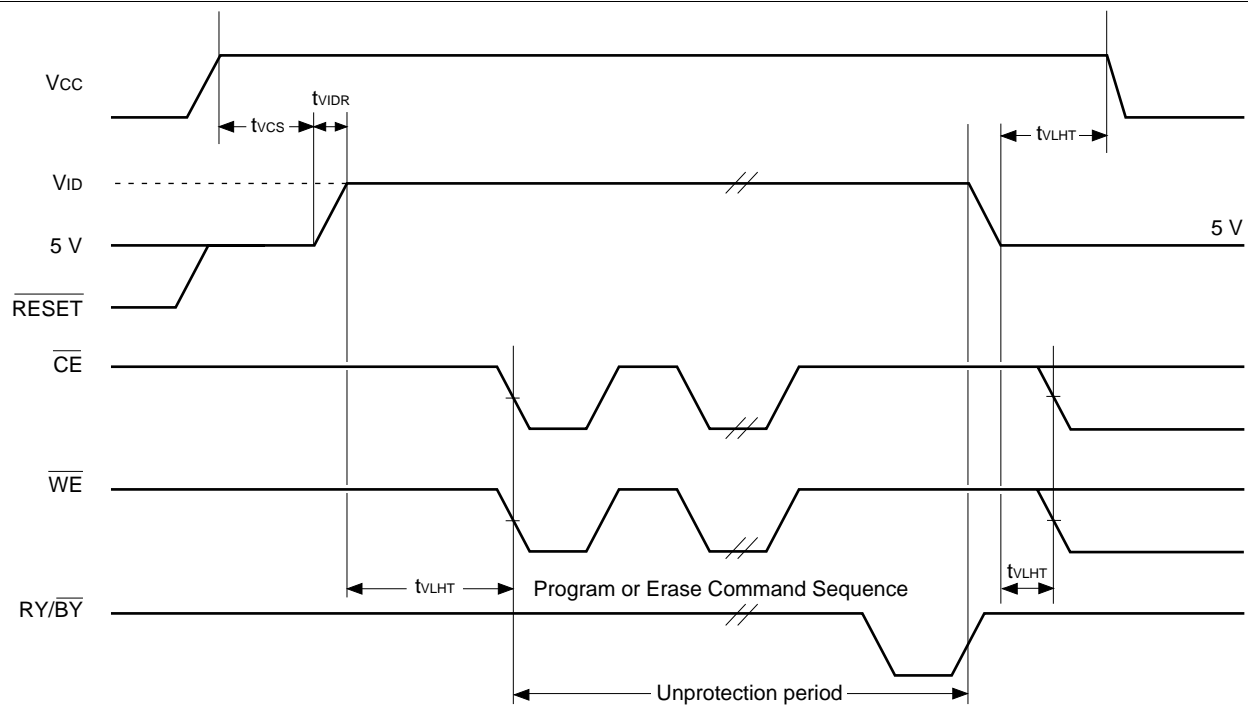 VCC
tVIDR
tVCS
tVLHT
VID
5 V
5 V
RESET
CE
WE
tVLHT
Program or Erase Command Sequence
tVLHT
RY/BY
Unprotection period